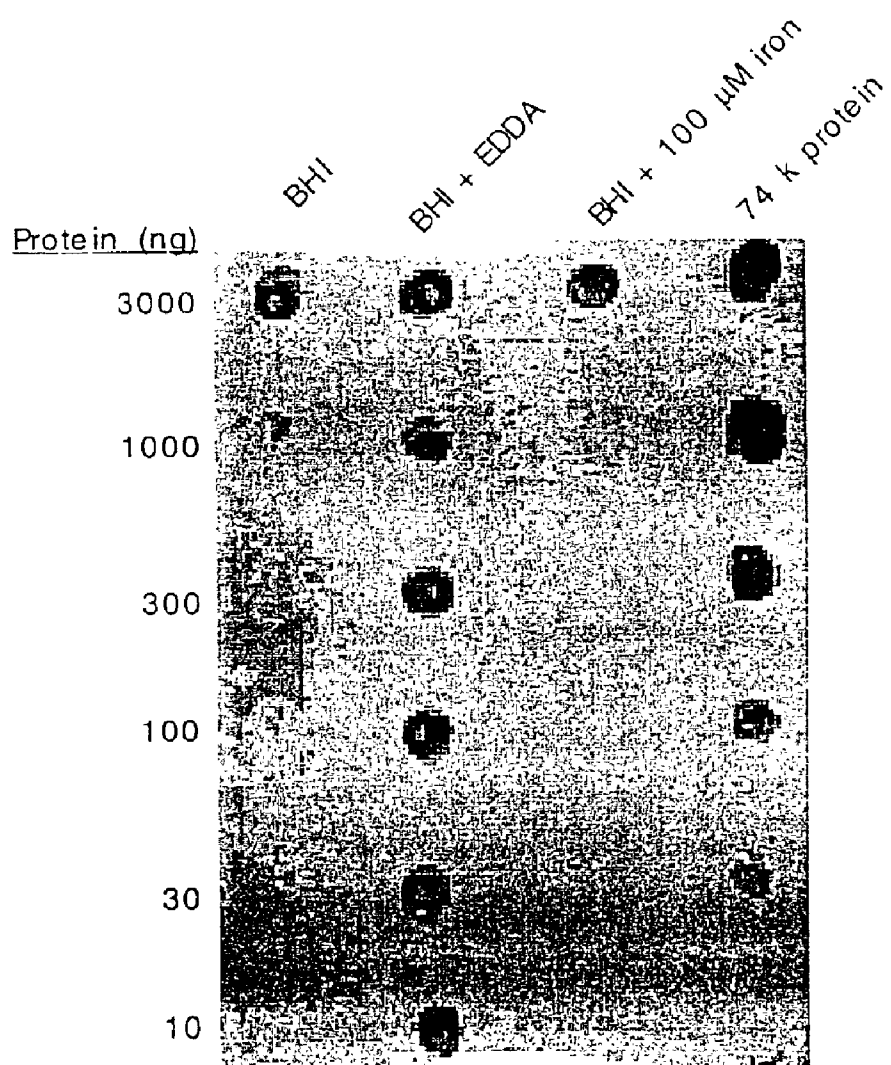 BHI
BHI + EDDA
BHI + 100 µM iron
74 k protein
Protein (ng)
3000
1000
300
100
30
10